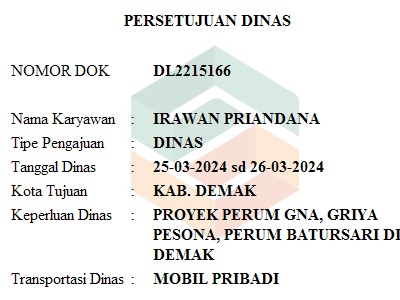 PERSETUJUAN DINAS
NOMOR DOK DL2215166
Nama Karyawan : IRAWAN PRIANDANA
Tipe Pengajuan : DINAS
Tanggal Dinas : 25-03-2024 sd 26-03-2024
Kota Tujuan : KAB. DEMAK
Keperluan Dinas : PROYEK PERUM GNA, GRIYA
PESONA, PERUM BATURSARI DI
DEMAK
Transportasi Dinas : MOBIL PRIBADI